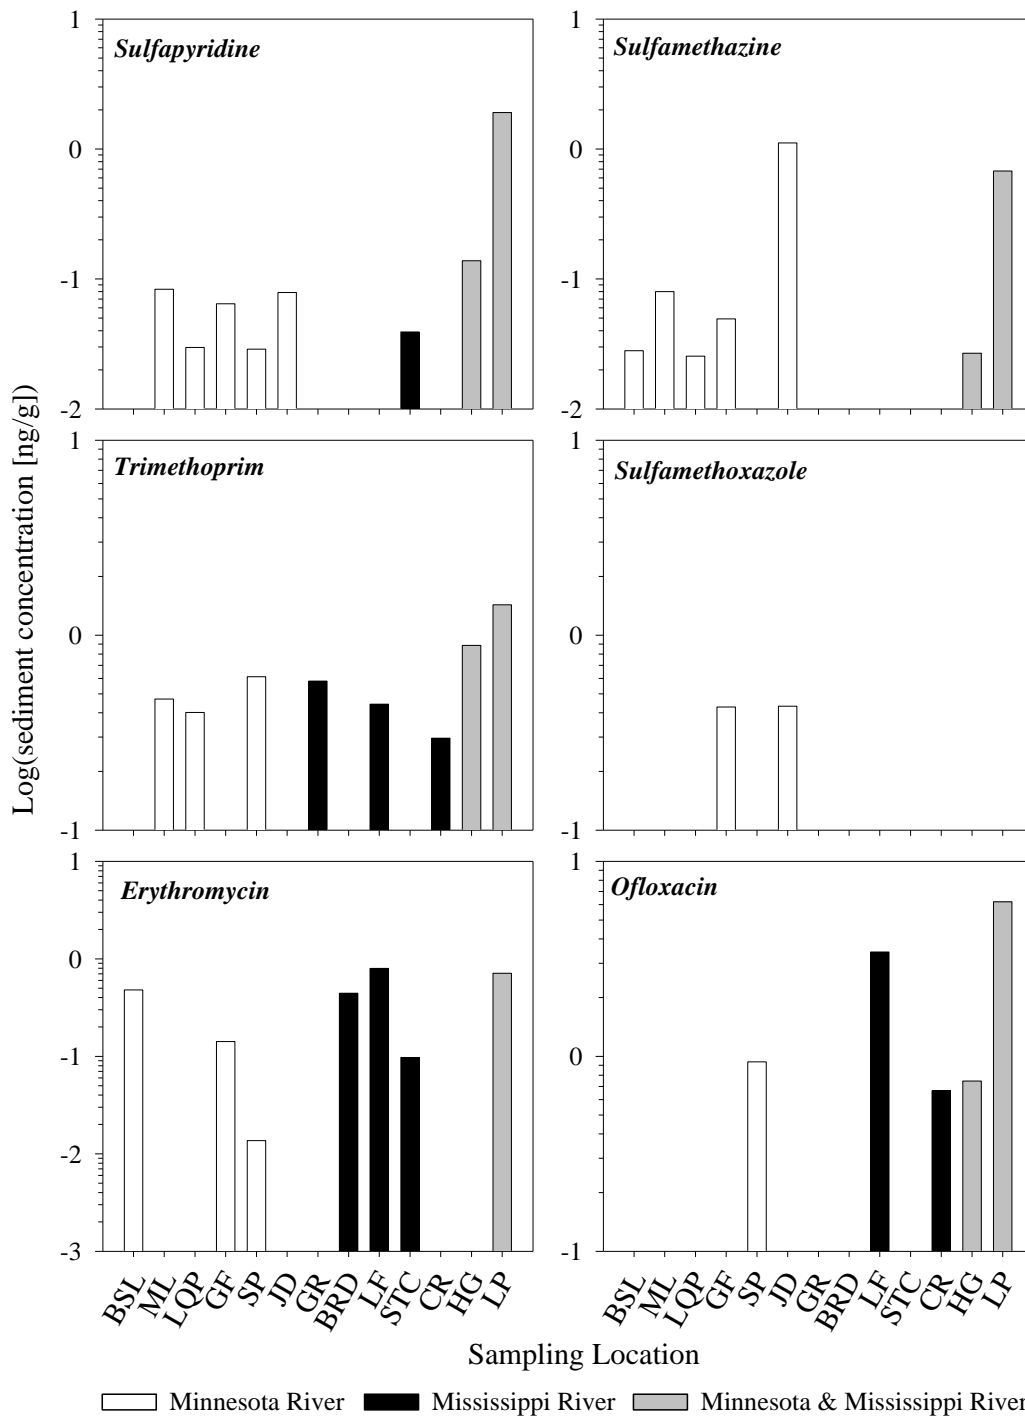 Log(sediment concentration [ng/g])
Sulfapyridine
1
0
-1
-2
Sulfamethazine
1
0
-1
-2
Trimethoprim
1
0
-1
Sulfamethoxazole
1
0
-1
Erythromycin
1
0
-1
-2
-3
BSL ML LQP GF SP JD GR BRD LF STC CR HG LP
Ofloxacin
1
0
-1
BSL ML LQP GF SP JD GR BRD LF STC CR HG LP
Sampling Location
Minnesota River Mississippi River Minnesota & Mississippi River